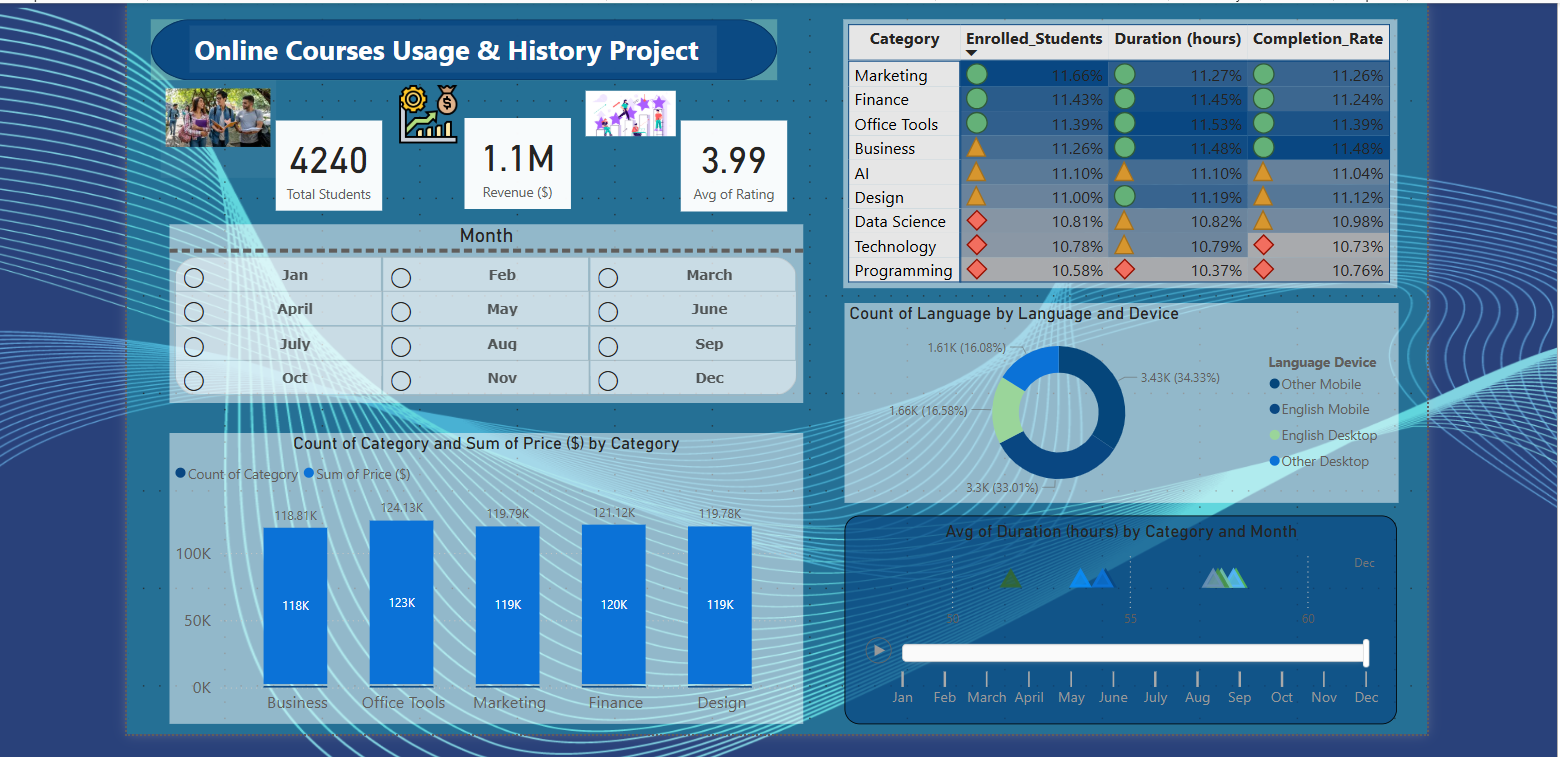 Online Courses Usage & History Project
4240
Total Students
1.1M
Revenue ($)
3.99
Avg of Rating
Month
Jan Feb March
April May June
July Aug Sep
Oct Nov Dec
Count of Category and Sum of Price ($) by Category
Count of Category Sum of Price ($)
118.81K 124.13K 119.79K 121.12K 119.78K
100K
50K
0K
118K 123K 119K 120K 119K
Business Office Tools Marketing Finance Design
Category Enrolled_Students Duration (hours) Completion_Rate
Marketing 11.66% 11.27% 11.26%
Finance 11.43% 11.45% 11.24%
Office Tools 11.39% 11.53% 11.39%
Business 11.26% 11.48% 11.48%
AI 11.10% 11.10% 11.04%
Design 11.00% 11.19% 11.12%
Data Science 10.81% 10.82% 10.98%
Technology 10.78% 10.79% 10.73%
Programming 10.58% 10.37% 10.76%
Count of Language by Language and Device
1.61K (16.08%)
3.43K (34.33%)
1.66K (16.58%)
3.3K (33.01%)
Language Device
Other Mobile
English Mobile
English Desktop
Other Desktop
Avg of Duration (hours) by Category and Month
Dec
50 55 60
Jan Feb March April May June July Aug Sep Oct Nov Dec